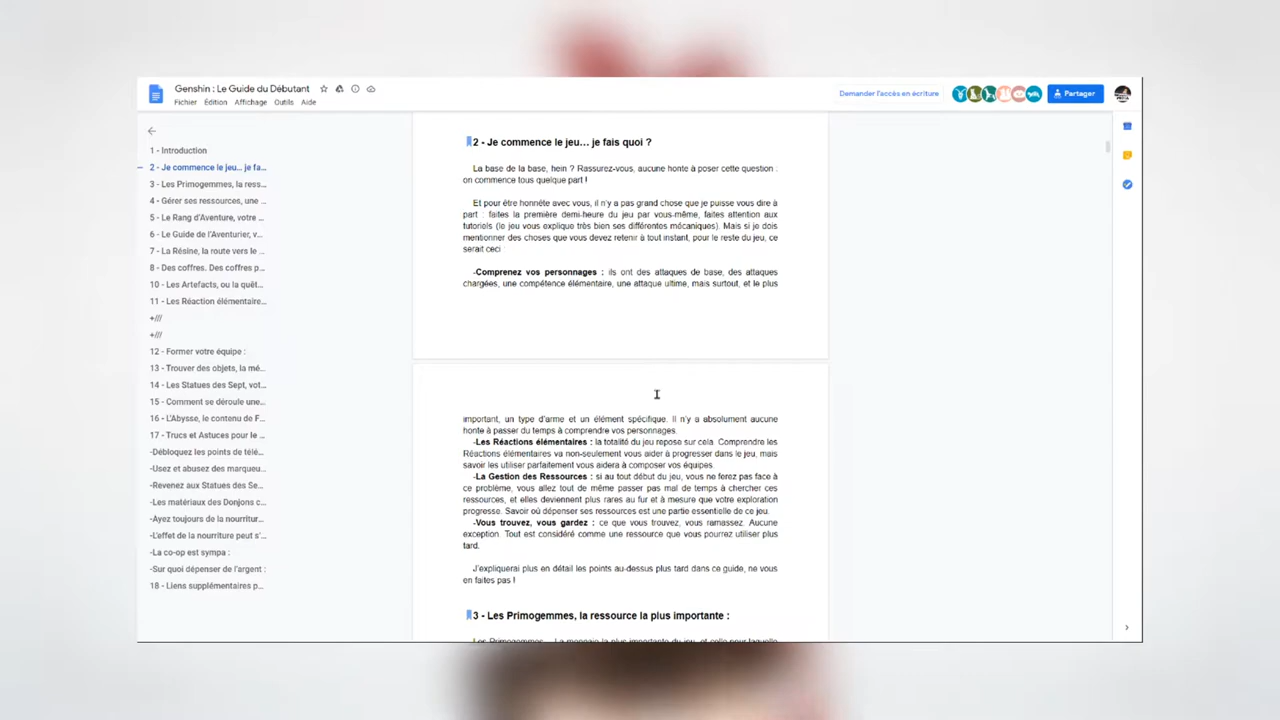 Genshin : Le Guide du Débutant
Fichier Édition Affichage Outils Aide
Demander l'accès en écriture
Partager
1 - Introduction
2 - Je commence le jeu... je fa...
3 - Les Primogemmes, la ress...
4 - Gérer ses ressources, une ...
5 - Le Rang d'Aventure, votre ...
6 - Le Guide de l'Aventurier, v...
7 - La Résine, la route vers le ...
8 - Des coffres. Des coffres p...
10 - Les Artefacts, ou la quêt...
11 - Les Réaction élémentaire...
+///
+///
12 - Former votre équipe :
13 - Trouver des objets, la mé...
14 - Les Statues des Sept, vot...
15 - Comment se déroule une...
16 - L'Abysse, le contenu de F...
17 - Trucs et Astuces pour le ...
-Débloquez les points de télé...
-Usez et abusez des marqueu...
-Revenez aux Statues des Se...
-Les matériaux des Donjons c...
-Ayez toujours de la nourritur...
-L'effet de la nourriture peut s'...
-La co-op est sympa :
-Sur quoi dépenser de l'argent :
18 - Liens supplémentaires p...
2 - Je commence le jeu... je fais quoi ?
La base de la base, hein ? Rassurez-vous, aucune honte à poser cette question :
on commence tous quelque part !
Et pour être honnête avec vous, il n'y a pas grand chose que je puisse vous dire à
part : faites la première demi-heure du jeu par vous-même, faites attention aux
tutoriels (le jeu vous explique très bien ses différentes mécaniques). Mais si je dois
mentionner des choses que vous devez retenir à tout instant, pour le reste du jeu, ce
serait ceci
-Comprenez vos personnages : ils ont des attaques de base, des attaques
chargées, une compétence élémentaire, une attaque ultime, mais surtout, et le plus
important, un type d'arme et un élément spécifique. Il n'y a absolument aucune
honte à passer du temps à comprendre vos personnages.
-Les Réactions élémentaires : la totalité du jeu repose sur cela. Comprendre les
Réactions élémentaires va non-seulement vous aider à progresser dans le jeu, mais
savoir les utiliser parfaitement vous aidera à composer vos équipes.
-La Gestion des Ressources : si au tout début du jeu, vous ne ferez pas face à
ce problème, vous allez tout de même passer pas mal de temps à chercher ces
ressources, et elles deviennent plus rares au fur et à mesure que votre exploration
progresse. Savoir où dépenser ses ressources est une partie essentielle de ce jeu.
-Vous trouvez, vous gardez : ce que vous trouvez, vous ramassez. Aucune
exception. Tout est considéré comme une ressource que vous pourrez utiliser plus
tard.
J'expliquerai plus en détail les points au-dessus plus tard dans ce guide, ne vous
en faites pas !
3 - Les Primogemmes, la ressource la plus importante :
Les Primogemmes... La monnaie la plus importante du jeu, et celle pour laquelle